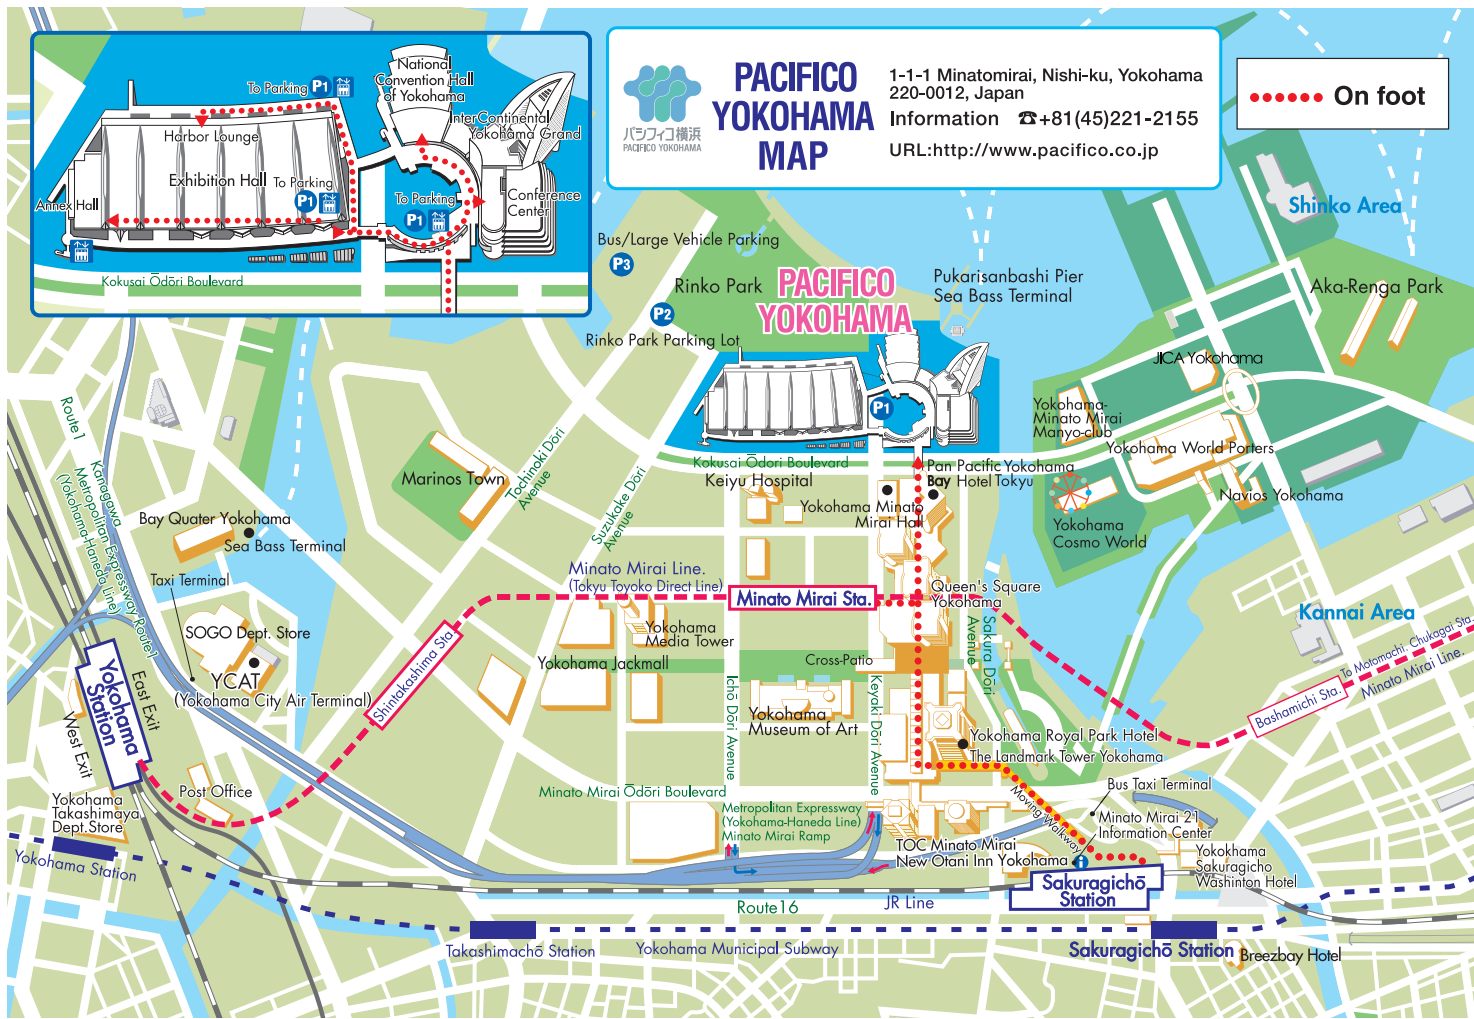 National
Convention Hall
of Yokohama
To Parking P1
InterContinental
Yokohama Grand
Harbor Lounge
Exhibition Hall
To Parking
P1
To Parking
P1
Annex Hall
Conference
Center
Kokusai Ōdōri Boulevard
パシフィコ横浜
PACIFICO YOKOHAMA
PACIFICO
YOKOHAMA
MAP
1-1-1 Minatomirai, Nishi-ku, Yokohama
220-0012, Japan
Information ☎+81(45)221-2155
URL:http://www.pacifico.co.jp
On foot
Shinko Area
Bus/Large Vehicle Parking
P3
Rinko Park
P2
Rinko Park Parking Lot
PACIFICO
YOKOHAMA
Pukarisanbashi Pier
Sea Bass Terminal
Aka-Renga Park
JICA Yokohama
P1
Yokohama-
Minato Mirai
Manyo-club
Yokohama World Porters
Navios Yokohama
Yokohama
Cosmo World
Route1
Kanagawa
Metropolitan Expressway Route1
(Yokohama-Haneda Line)
Marinos Town
Tochinoki Dōri
Avenue
Suzukake Dōri
Avenue
Kokusai Ōdori Boulevard
Keiyu Hospital
Pan Pacific Yokohama
Bay Hotel Tokyu
Yokohama Minato
Mirai Hall
Bay Quater Yokohama
Sea Bass Terminal
Taxi Terminal
Minato Mirai Line.
(Tokyu Toyoko Direct Line)
Minato Mirai Sta.
Queen's Square
Yokohama
Kannai Area
SOGO Dept. Store
YCAT
(Yokohama City Air Terminal)
Shintakashima Sta.
Yokohama
Media Tower
Yokohama Jackmall
Cross-Patio
Sakura Dōri
Avenue
To Motomachi. Chukagai Sta.
Minato Mirai Line.
Bashamichi Sta.
Yokohama
Station
East Exit
West Exit
Ichō Dōri Avenue
Yokohama
Museum of Art
Keyaki Dōri Avenue
Yokohama Royal Park Hotel
The Landmark Tower Yokohama
Post Office
Yokohama
Takashimaya
Dept.Store
Minato Mirai Ōdōri Boulevard
Metropolitan Expressway
(Yokohama-Haneda Line)
Minato Mirai Ramp
Moving Walkway
Bus Taxi Terminal
Minato Mirai 21
Information Center
TOC Minato Mirai
New Otani Inn Yokohama
i
Yokohama Station
Yokohama
Sakuragicho
Washinton Hotel
Sakuragichō
Station
Route16
JR Line
Takashimachō Station
Yokohama Municipal Subway
Sakuragichō Station
Breezbay Hotel